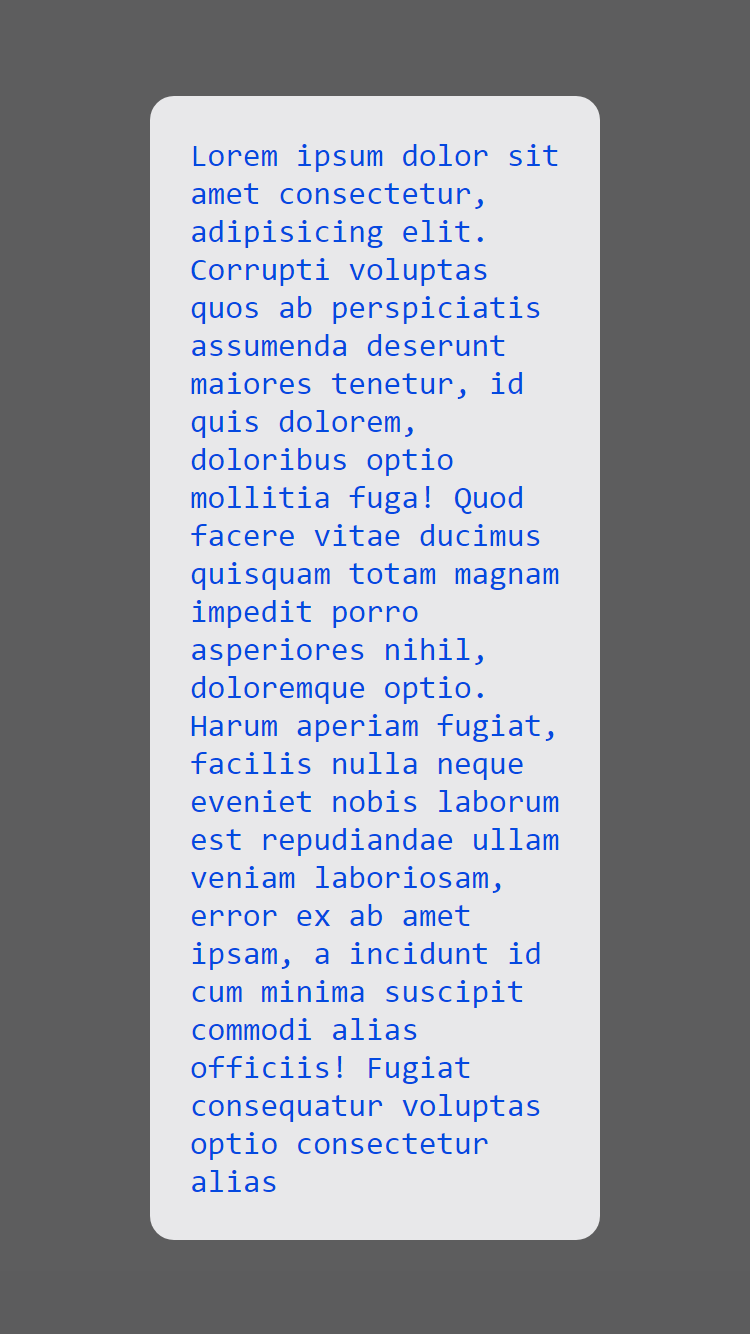 Lorem ipsum dolor sit
amet consectetur,
adipisicing elit.
Corrupti voluptas
quos ab perspiciatis
assumenda deserunt
maiores tenetur, id
quis dolorem,
doloribus optio
mollitia fuga! Quod
facere vitae ducimus
quisquam totam magnam
impedit porro
asperiores nihil,
doloremque optio.
Harum aperiam fugiat,
facilis nulla neque
eveniet nobis laborum
est repudiandae ullam
veniam laboriosam,
error ex ab amet
ipsam, a incidunt id
cum minima suscipit
commodi alias
officiis! Fugiat
consequatur voluptas
optio consectetur
alias